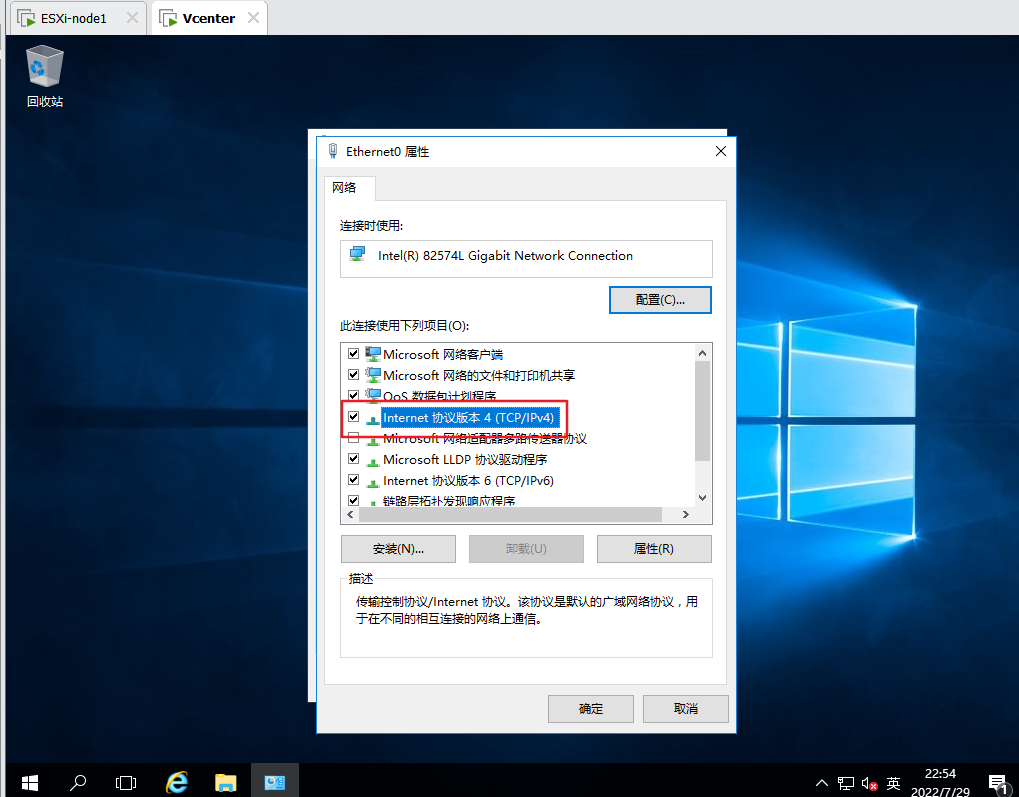 ESXi-node1
Vcenter
回收站
Ethernet0 属性
网络
连接时使用:
Intel(R) 82574L Gigabit Network Connection
配置(C)...
此连接使用下列项目(O):
Microsoft 网络客户端
Microsoft 网络的文件和打印机共享
QoS 数据包计划程序
Internet 协议版本 4 (TCP/IPv4)
Microsoft 网络适配器多路传送器协议
Microsoft LLDP 协议驱动程序
Internet 协议版本 6 (TCP/IPv6)
链路层拓扑发现响应程序
安装(N)...
卸载(U)
属性(R)
描述
传输控制协议/Internet 协议。该协议是默认的广域网络协议，用
于在不同的相互连接的网络上通信。
确定
取消
英
22:54
2022/7/29
1